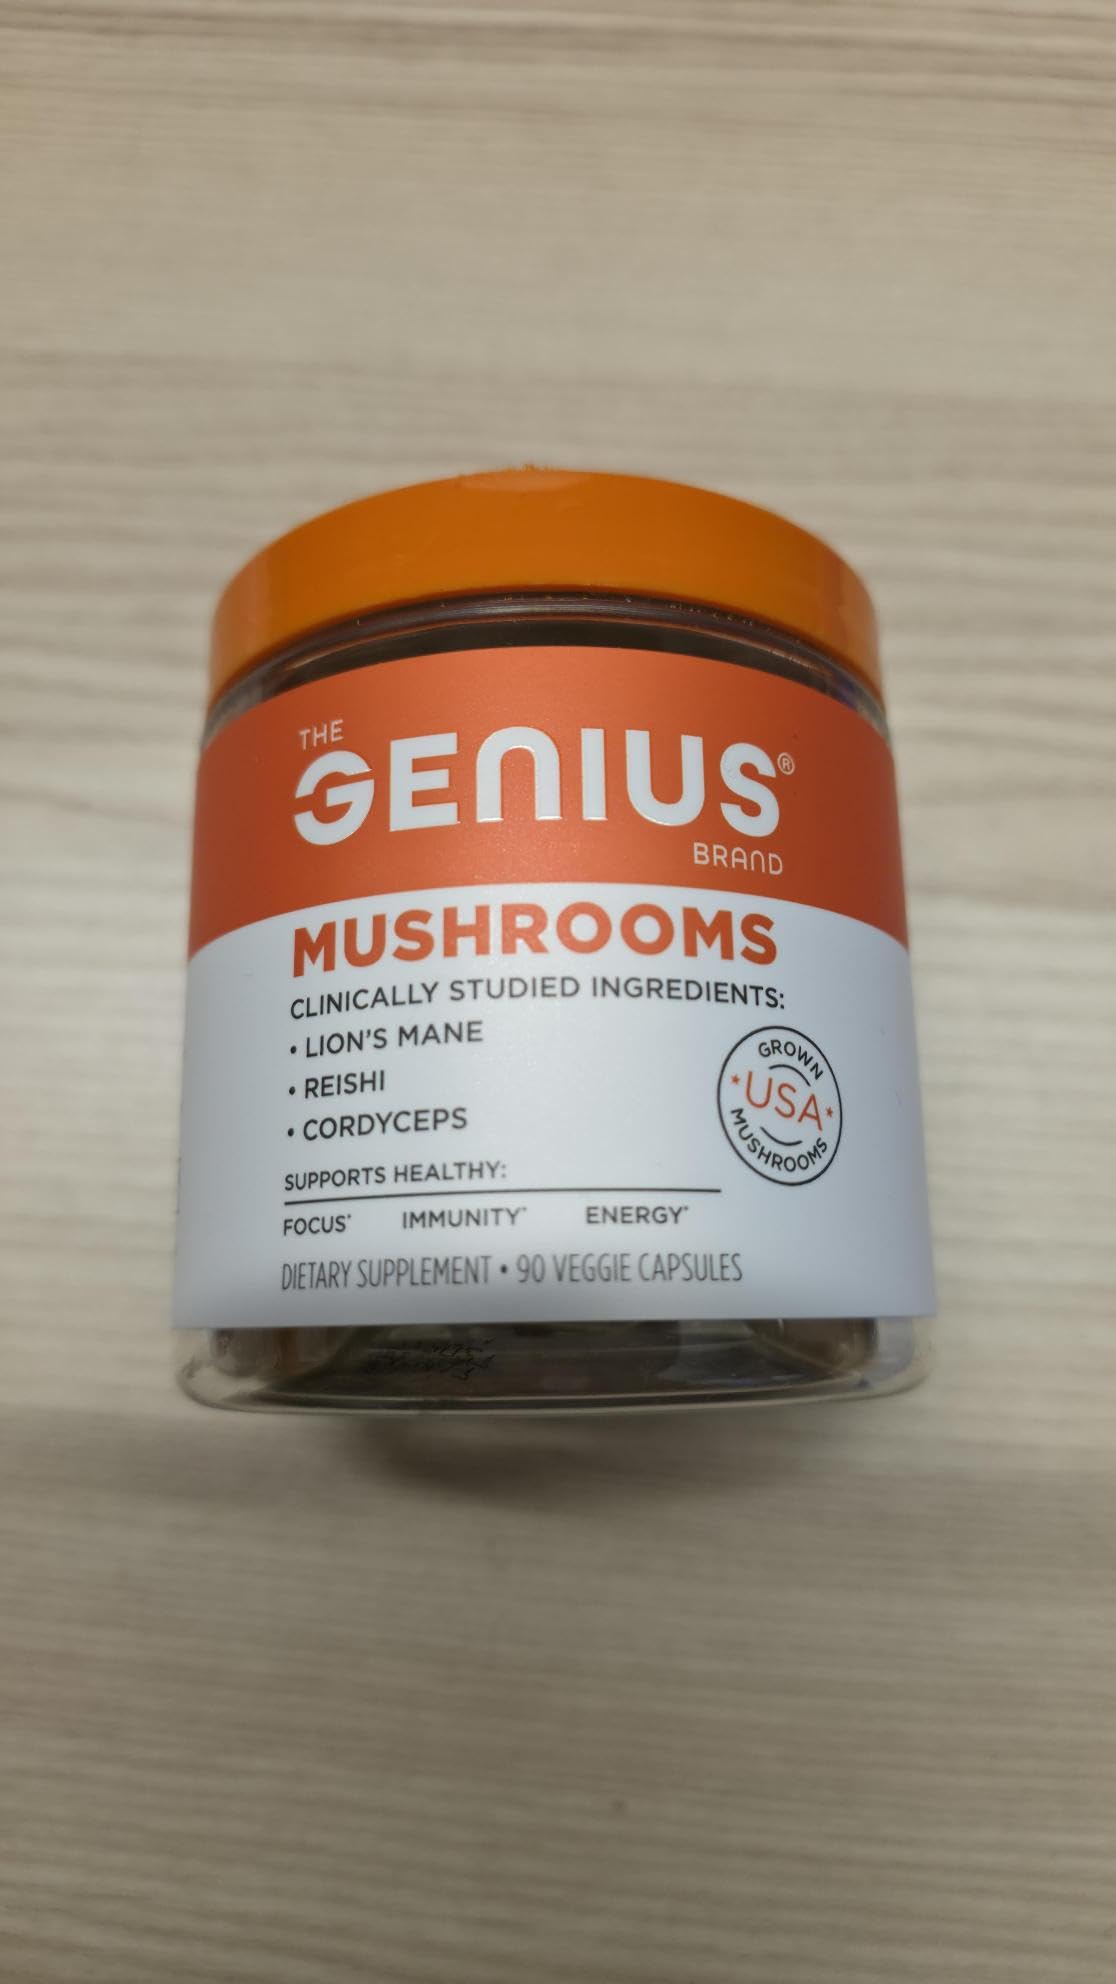 THE
GENIUS®
BRAND
MUSHROOMS
CLINICALLY STUDIED INGREDIENTS:
• LION'S MANE
• REISHI
• CORDYCEPS
GROWN
*USA*
MUSHROOMS
SUPPORTS HEALTHY:
FOCUS* IMMUNITY* ENERGY*
DIETARY SUPPLEMENT • 90 VEGGIE CAPSULES